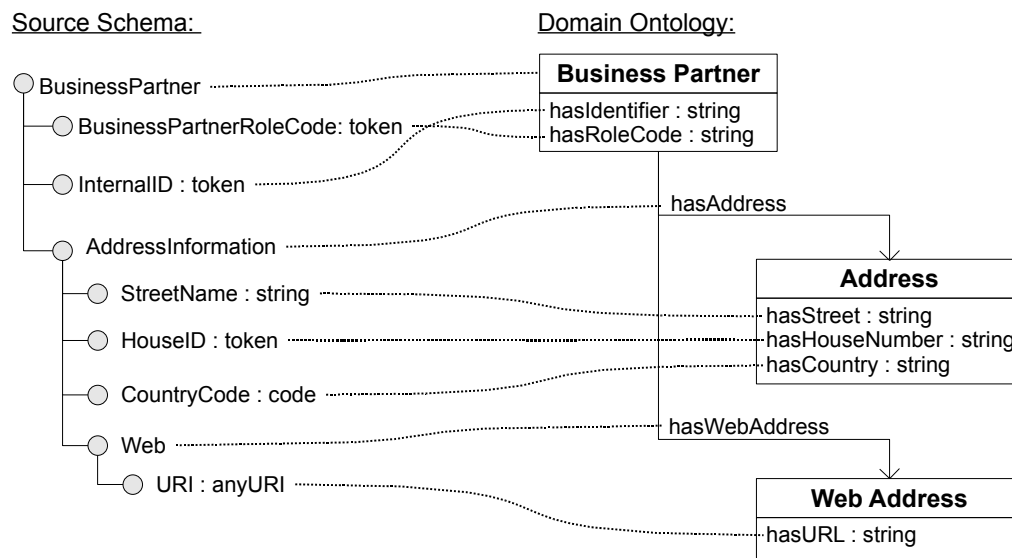 Source Schema:
BusinessPartner
BusinessPartnerRoleCode: token
InternalID : token
AddressInformation
StreetName : string
HouseID : token
CountryCode : code
Web
URI : anyURI
Domain Ontology:
Business Partner
hasIdentifier : string
hasRoleCode : string
hasAddress
Address
hasStreet : string
hasHouseNumber : string
hasCountry : string
hasWebAddress
Web Address
hasURL : string